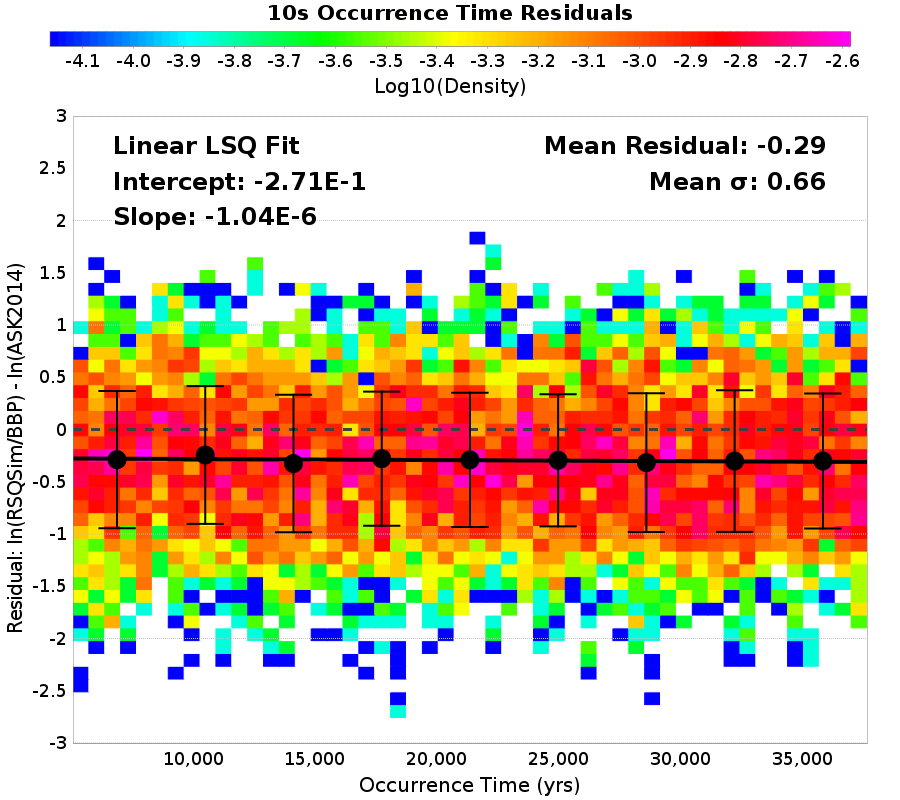 10s Occurrence Time Residuals
-4.1 -4.0 -3.9 -3.8 -3.7 -3.6 -3.5 -3.4 -3.3 -3.2 -3.1 -3.0 -2.9 -2.8 -2.7 -2.6
Log10(Density)
Linear LSQ Fit
Intercept: -2.71E-1
Slope: -1.04E-6
Mean Residual: -0.29
Mean σ: 0.66
3
2.5
2
1.5
1
0.5
0
-0.5
-1
-1.5
-2
-2.5
-3
Residual: ln(RSQSim/BBP) - ln(ASK2014)
10,000 15,000 20,000 25,000 30,000 35,000
Occurrence Time (yrs)